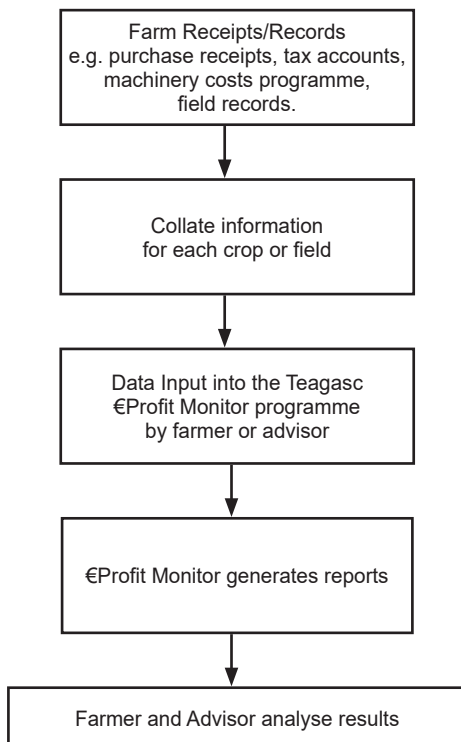 Farm Receipts/Records
e.g. purchase receipts, tax accounts,
machinery costs programme,
field records.
Collate information
for each crop or field
Data Input into the Teagasc
€Profit Monitor programme
by farmer or advisor
€Profit Monitor generates reports
Farmer and Advisor analyse results